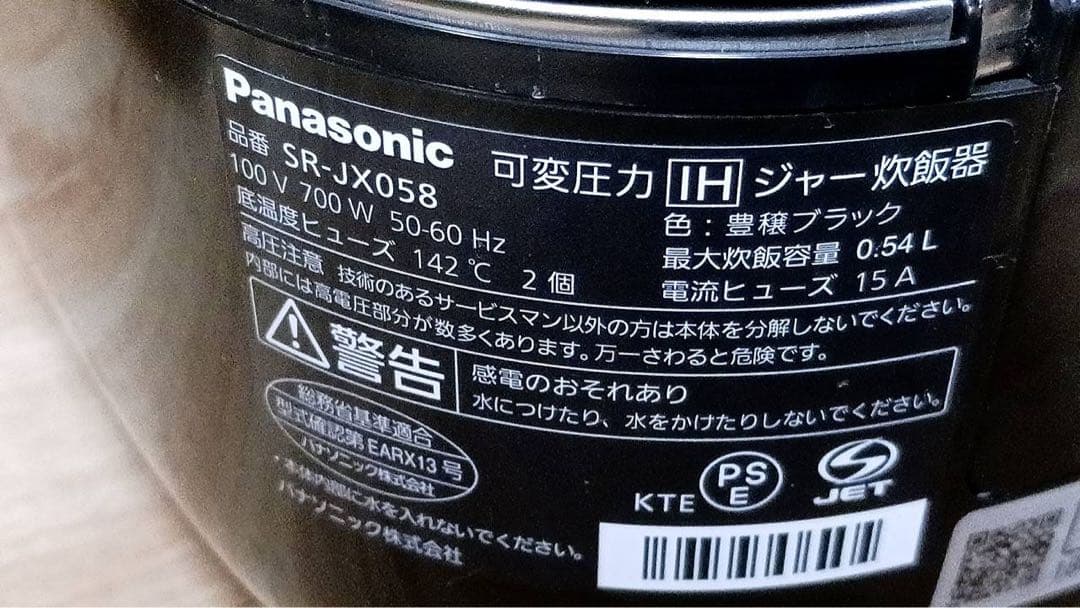 Panasonic
品番 SR-JX058
可変圧力 IH ジャー炊飯器
100 V 700 W 50-60 Hz
色：豊穣ブラック
底温度ヒューズ 142 ℃ 2 個
最大炊飯容量 0.54 L
電流ヒューズ 15 A
高圧注意 技術のあるサービスマン以外の方は本体を分解しないでください。
内部には高電圧部分が数多くあります。万一さわると危険です。
警告
感電のおそれあり
水につけたり、水をかけたりしないでください。
総務省基準適合
型式確認第EARX13号
パナソニック株式会社
・本体内側に水を入れないでください。
パナソニック株式会社
KTE
PS
E
JET